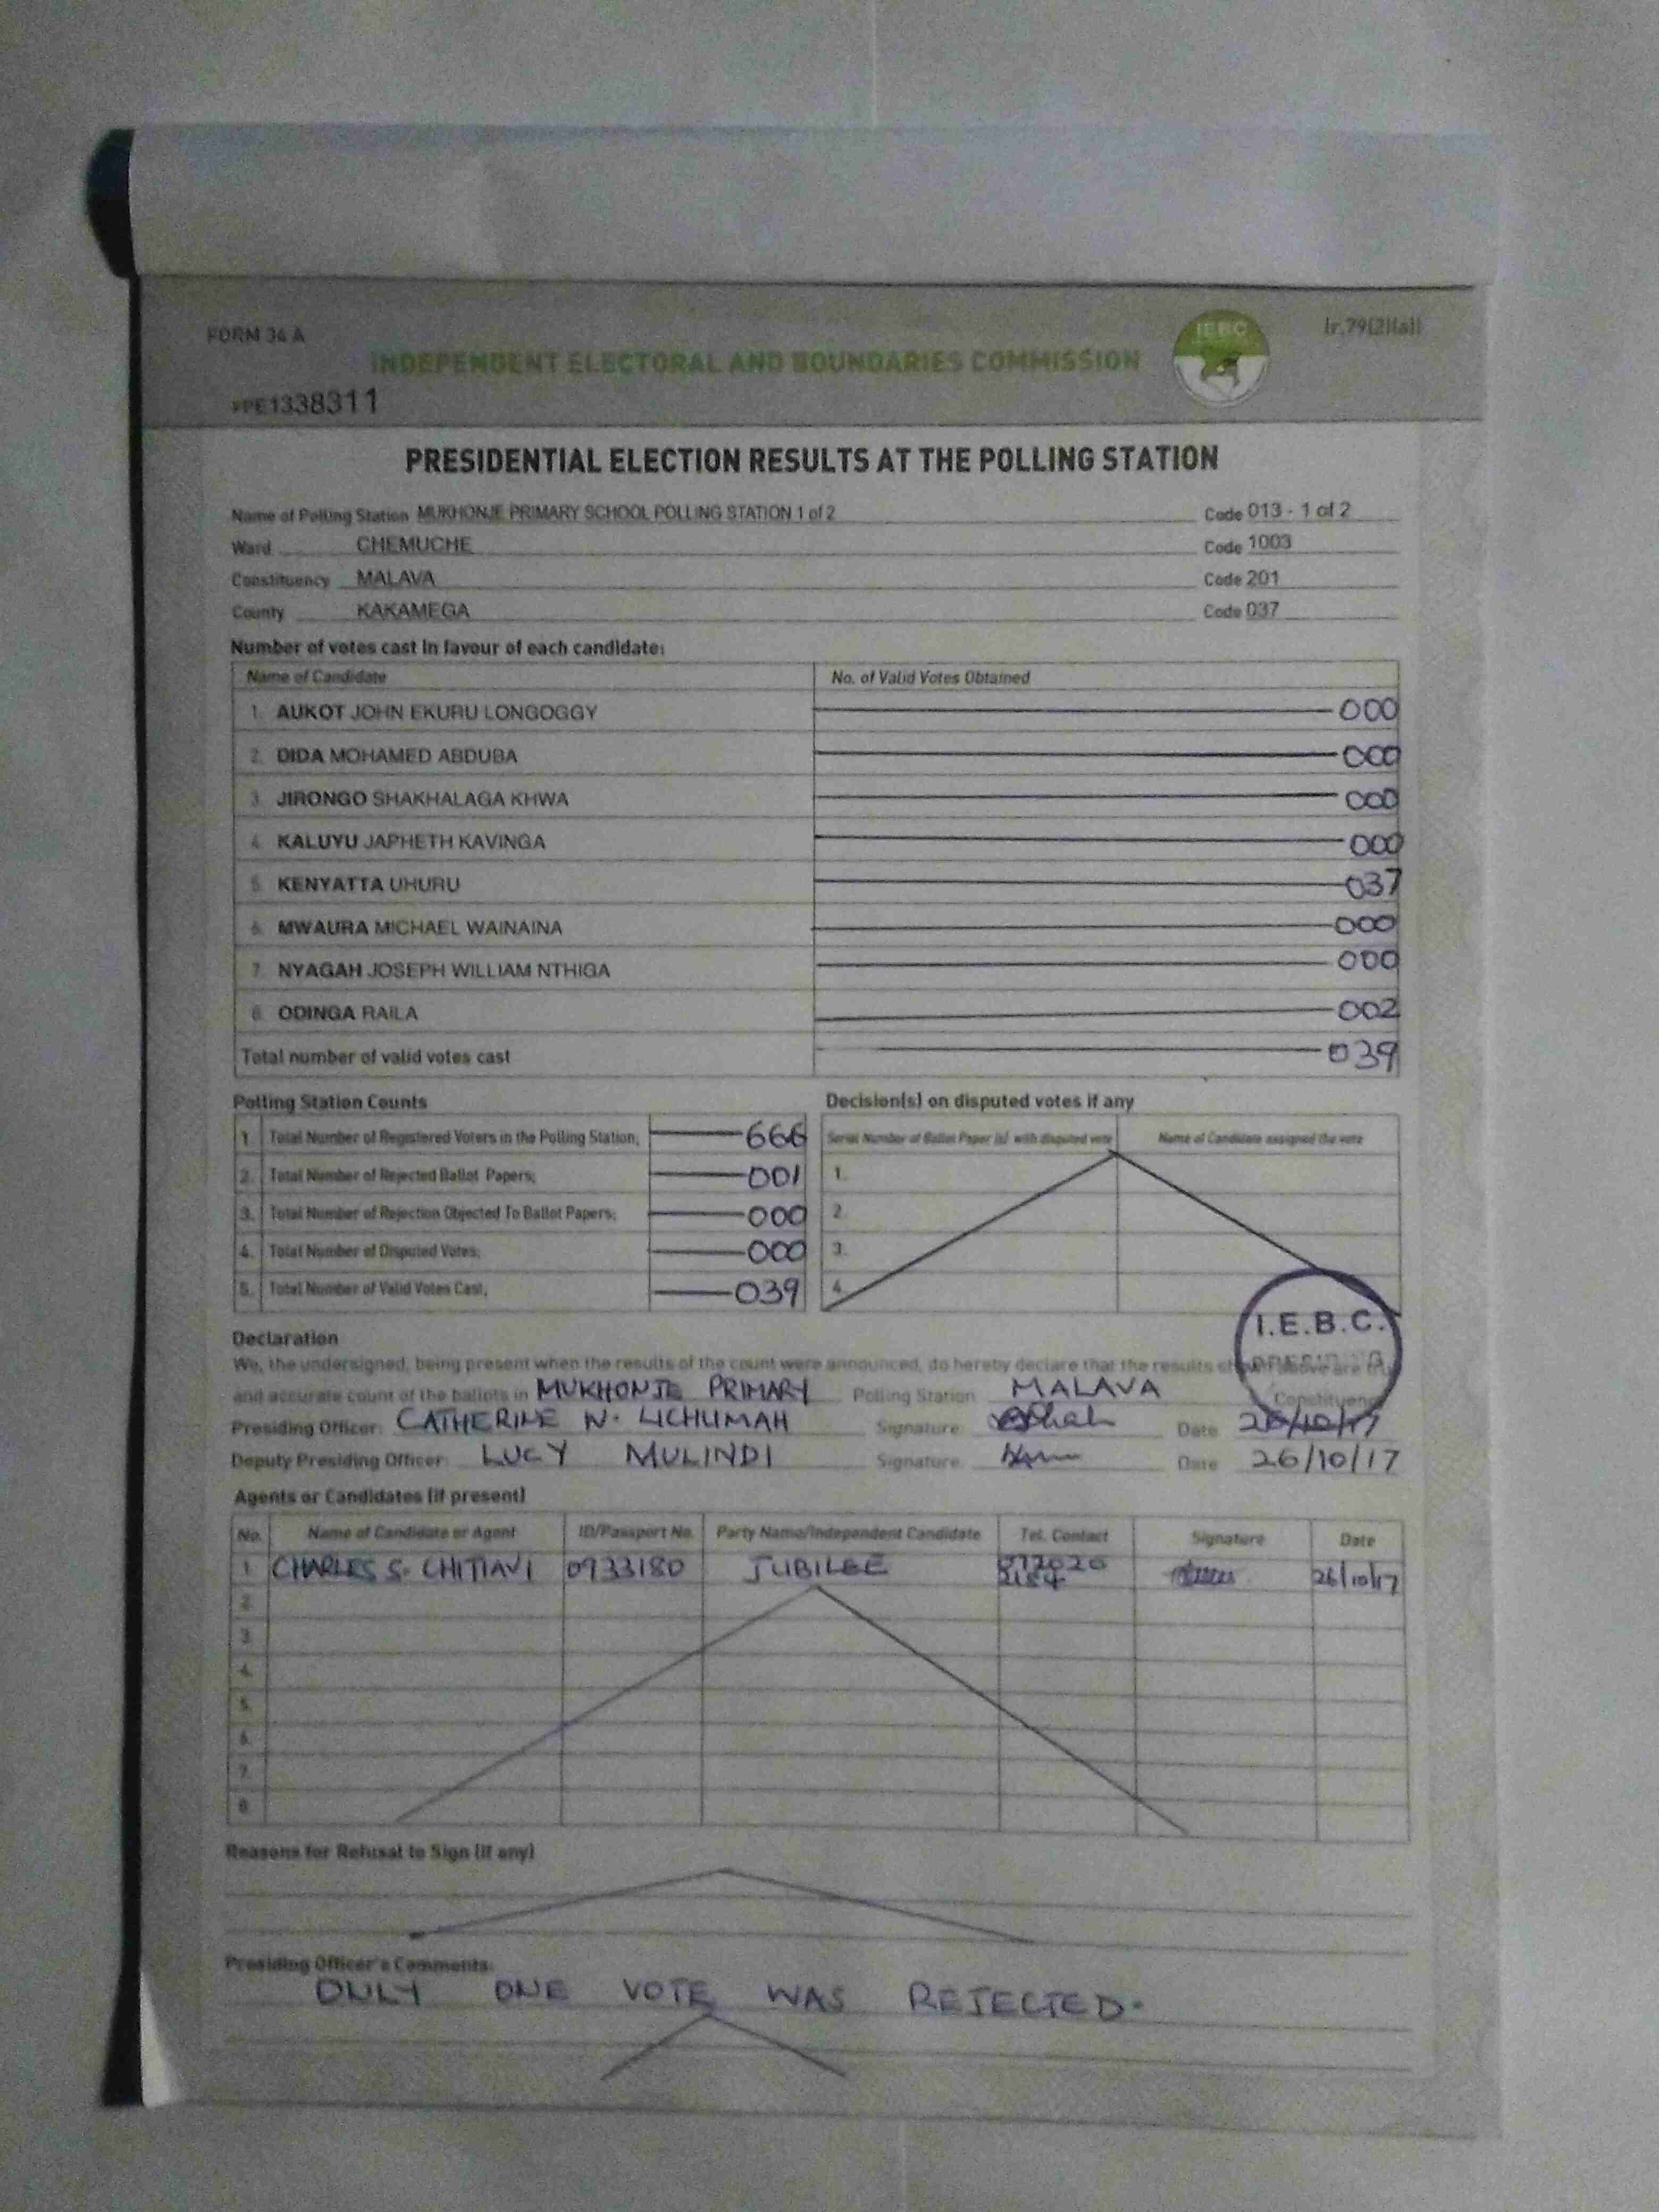 FORM 34 A
IEBC
(r.79(2)(a))
INDEPENDENT ELECTORAL AND BOUNDARIES COMMISSION
PE1338311
PRESIDENTIAL ELECTION RESULTS AT THE POLLING STATION
Name of Polling Station MUKHONJE PRIMARY SCHOOL POLLING STATION 1 of 2 Code 013 - 1 of 2
Ward CHEMUCHE Code 1003
Constituency MALAVA Code 201
County KAKAMEGA Code 037
Number of votes cast in favour of each candidate:
Name of Candidate No. of Valid Votes Obtained
1. AUKOT JOHN EKURU LONGOGGY 000
2. DIDA MOHAMED ABDUBA 000
3. JIRONGO SHAKHALAGA KHWA 000
4. KALUYU JAPHETH KAVINGA 000
5. KENYATTA UHURU 037
6. MWAURA MICHAEL WAINAINA 000
7. NYAGAH JOSEPH WILLIAM NTHIGA 000
8. ODINGA RAILA 002
Total number of valid votes cast 039
Polling Station Counts
1. Total Number of Registered Voters in the Polling Station; 666
2. Total Number of Rejected Ballot Papers; 001
3. Total Number of Rejection Objected To Ballot Papers; 000
4. Total Number of Disputed Votes; 000
5. Total Number of Valid Votes Cast; 039
Decision(s) on disputed votes if any
Serial Number of Ballot Paper (s) with disputed vote Name of Candidate assigned the vote
1.
2.
3.
4.
I.E.B.C.
Declaration
We, the undersigned, being present when the results of the count were announced, do hereby declare that the results shown above are true
and accurate count of the ballots in MUKHONJE PRIMARY Polling Station MALAVA Constituency
Presiding Officer: CATHERINE N. LICHUMAH Signature Date 26/10/17
Deputy Presiding Officer: LUCY MULINDI Signature Date 26/10/17
Agents or Candidates (if present)
No. Name of Candidate or Agent ID/Passport No. Party Name/Independent Candidate Tel. Contact Signature Date
1 CHARLES S. CHITIAVI 0933180 JUBILEE 26/10/17
2.
3.
4.
5.
6.
7.
8.
Reasons for Refusal to Sign (if any)
Presiding Officer's Comments:
ONLY ONE VOTE WAS REJECTED.